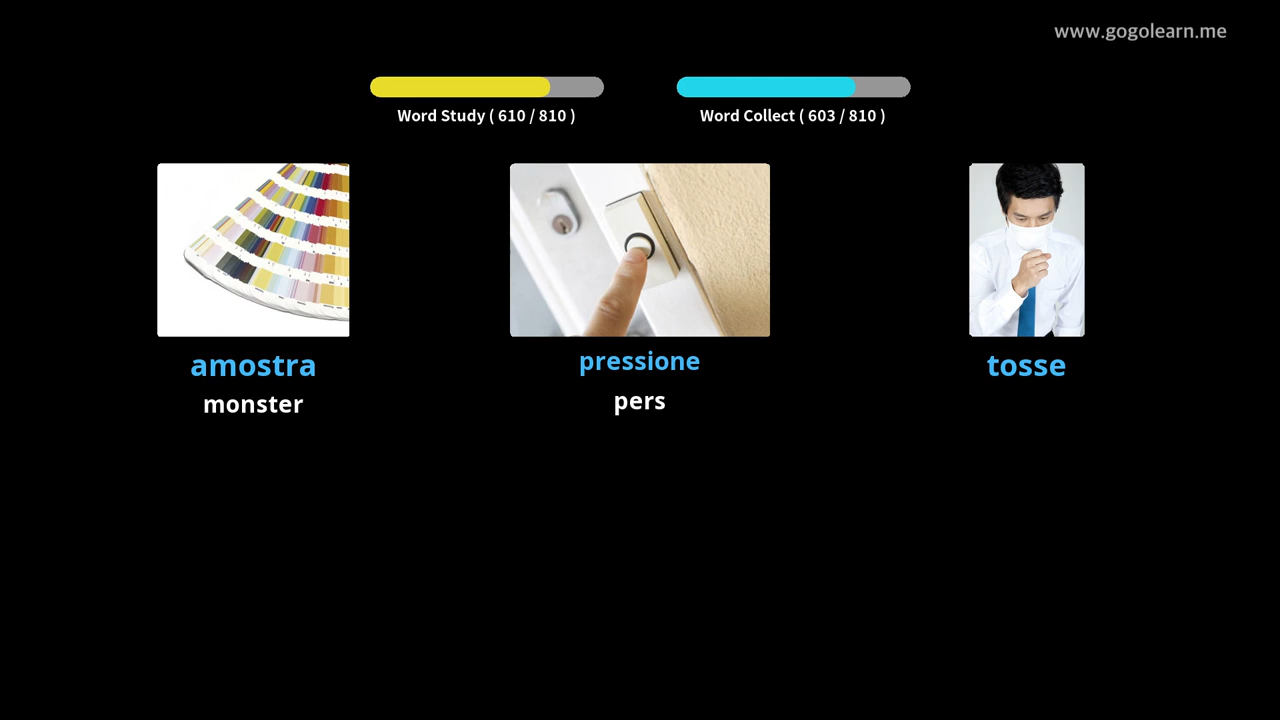 www.gogolearn.me
Word Study ( 610 / 810 )
Word Collect ( 603 / 810 )
amostra
monster
pressione
pers
tosse